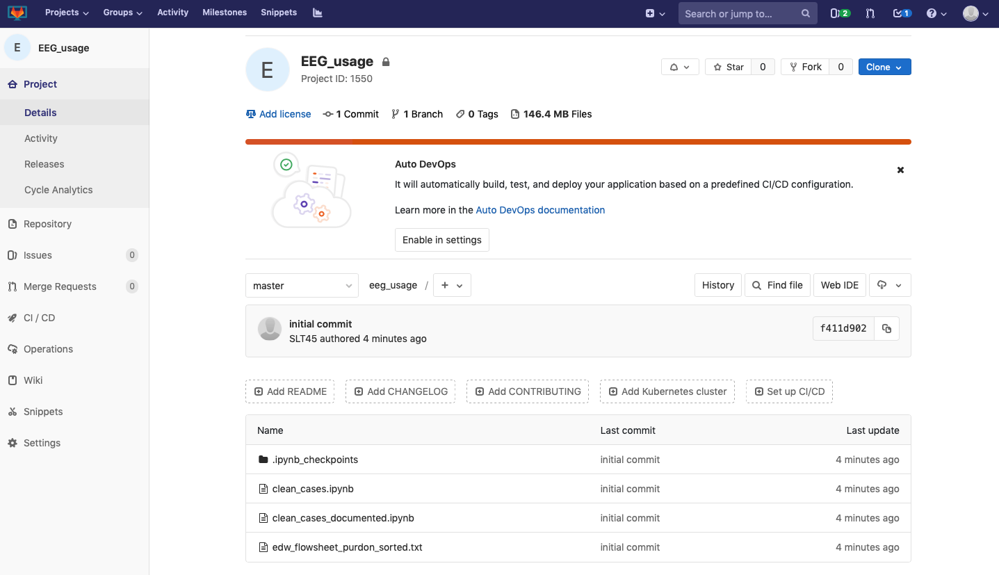 Projects Groups Activity Milestones Snippets Search or jump to... 2 1
E EEG_usage
Project
Details
Activity
Releases
Cycle Analytics
Repository
Issues 0
Merge Requests 0
CI / CD
Operations
Wiki
Snippets
Settings
E
EEG_usage
Project ID: 1550
Star 0 Fork 0 Clone
Add license 1 Commit 1 Branch 0 Tags 146.4 MB Files
Auto DevOps
It will automatically build, test, and deploy your application based on a predefined CI/CD configuration.
Learn more in the Auto DevOps documentation
Enable in settings
master eeg_usage / + History Find file Web IDE
initial commit
SLT45 authored 4 minutes ago
f411d902
Add README Add CHANGELOG Add CONTRIBUTING Add Kubernetes cluster Set up CI/CD
Name Last commit Last update
.ipynb_checkpoints initial commit 4 minutes ago
clean_cases.ipynb initial commit 4 minutes ago
clean_cases_documented.ipynb initial commit 4 minutes ago
edw_flowsheet_purdon_sorted.txt initial commit 4 minutes ago